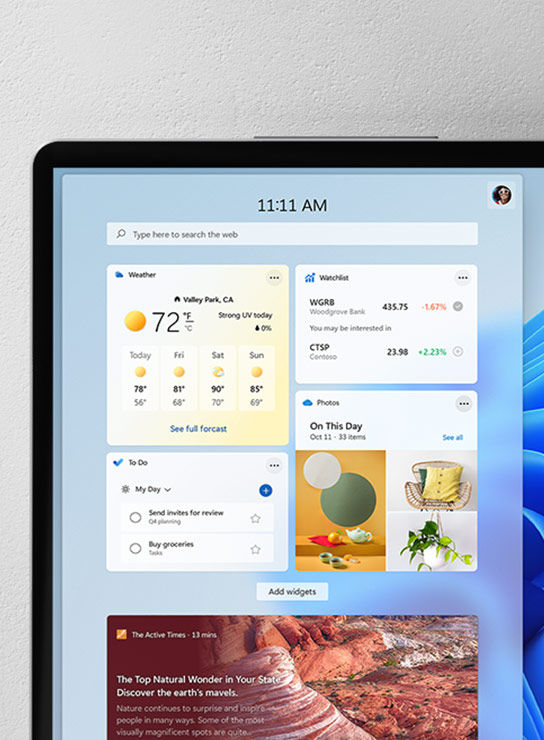 11:11 AM
Type here to search the web
Weather
Valley Park, CA
72 °F
°C
Strong UV today
0%
Today Fri Sat Sun
78° 81° 90° 85°
56° 68° 70° 69°
See full forcast
To Do
My Day
Send invites for review
Q4 planning
Buy groceries
Tasks
Watchlist
WGRB 435.75 -1.67%
Woodgrove Bank
You may be interested in
CTSP 23.98 +2.23%
Contoso
Photos
On This Day
Oct 11 · 33 items See all
Add widgets
The Active Times · 13 mins
The Top Natural Wonder in Your State
Discover the earth's mavels.
Nature continues to surprise and inspire
people in many ways. Some of the most
visually magnificent spots are quite